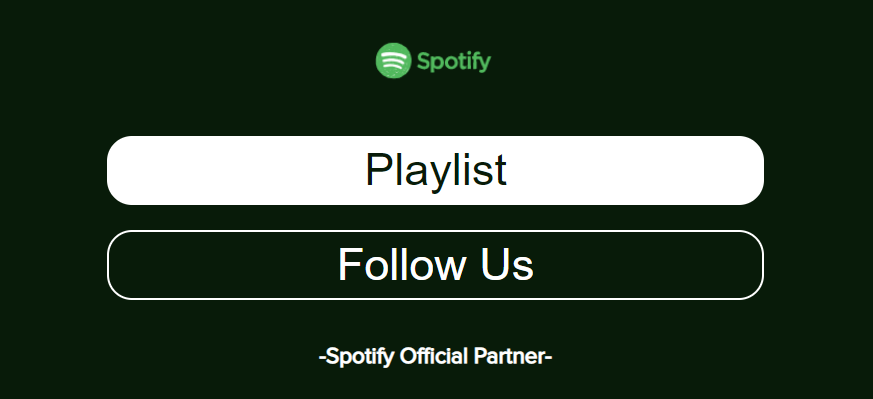 Spotify
Playlist
Follow Us
-Spotify Official Partner-